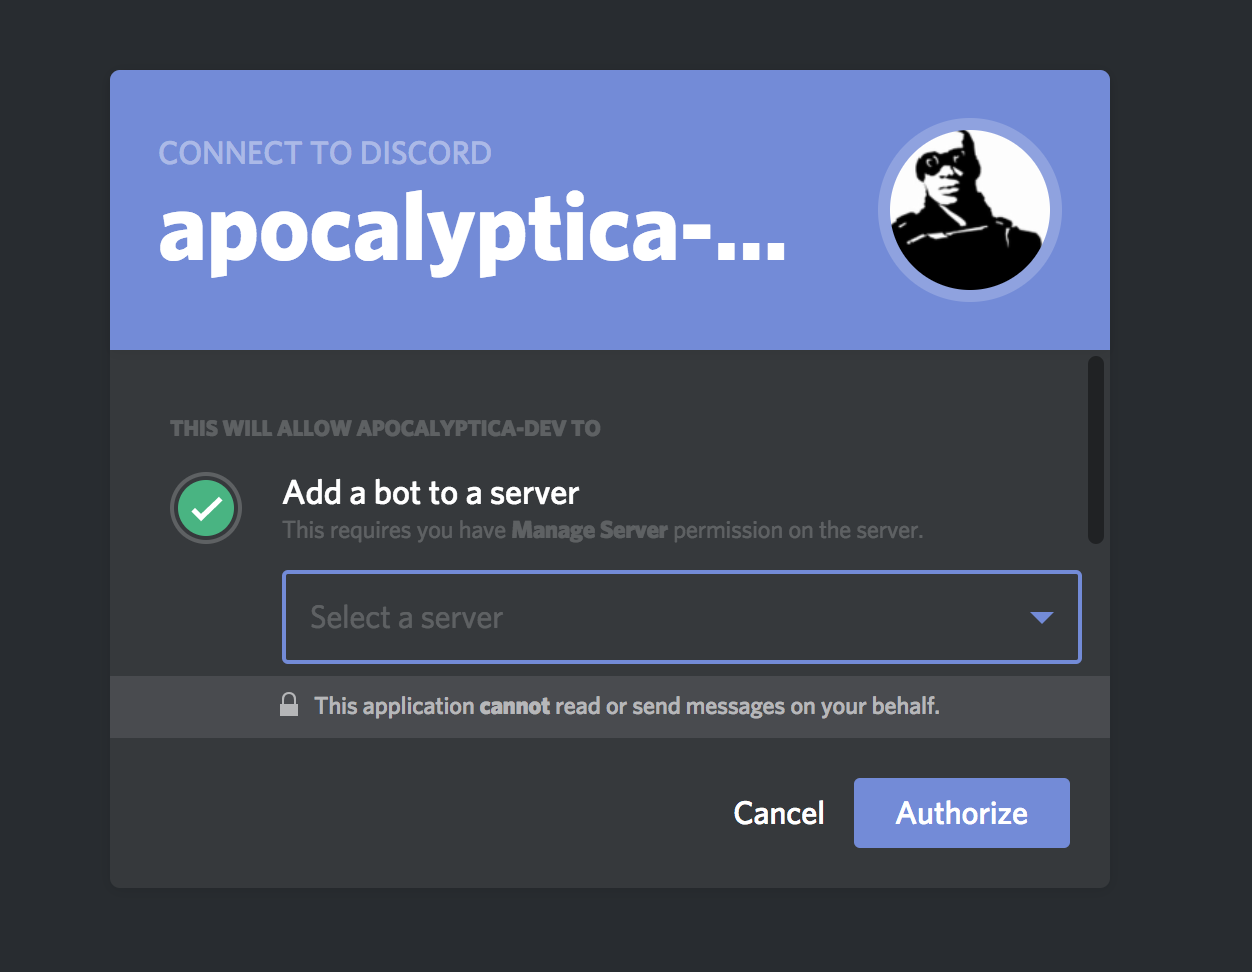 CONNECT TO DISCORD
apocalyptica-...
THIS WILL ALLOW APOCALYPTICA-DEV TO
Add a bot to a server
This requires you have Manage Server permission on the server.
Select a server
This application cannot read or send messages on your behalf.
Cancel Authorize